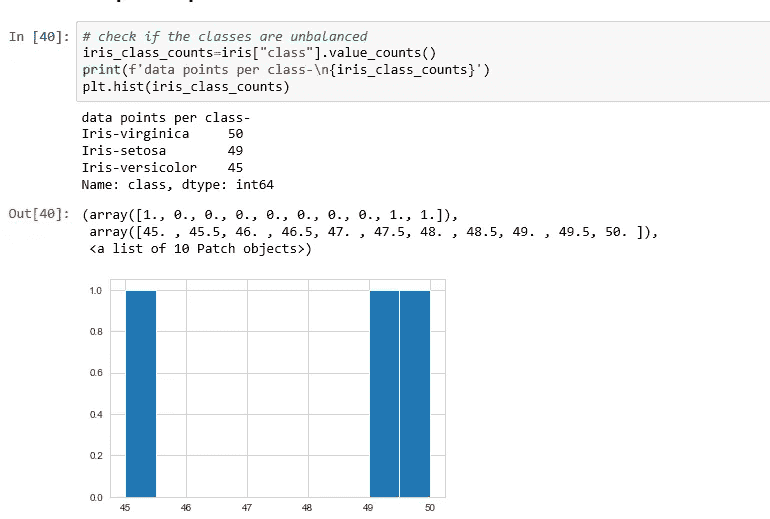 In [40]: # check if the classes are unbalanced
iris_class_counts=iris["class"].value_counts()
print(f'data points per class-\n{iris_class_counts}')
plt.hist(iris_class_counts)
data points per class-
Iris-virginica    50
Iris-setosa       49
Iris-versicolor    45
Name: class, dtype: int64
Out[40]: (array([1., 0., 0., 0., 0., 0., 0., 0., 1., 1.]),
array([45. , 45.5, 46. , 46.5, 47. , 47.5, 48. , 48.5, 49. , 49.5, 50. ]),
<a list of 10 Patch objects>)
1.0
0.8
0.6
0.4
0.2
0.0
45 46 47 48 49 50